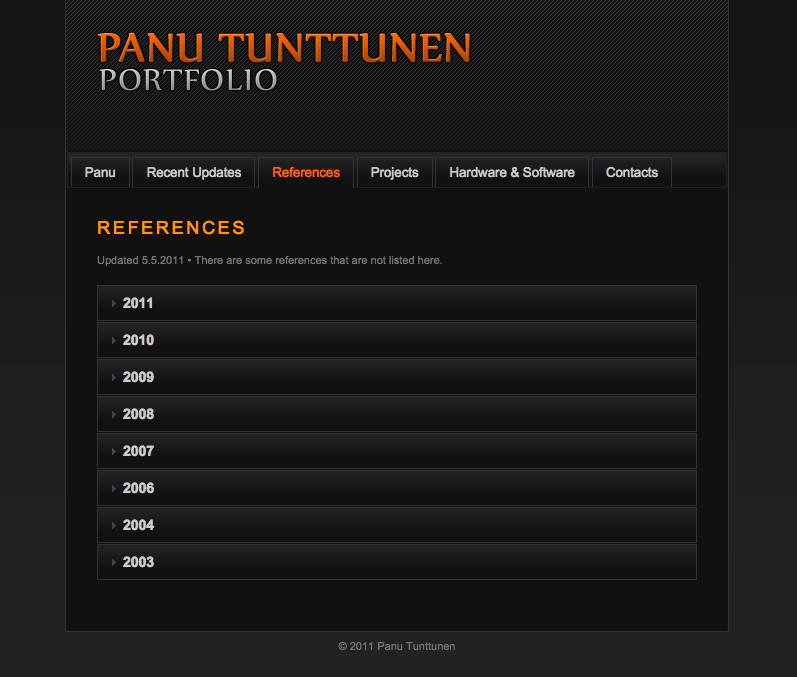 PANU TUNTTUNEN
PORTFOLIO
Panu Recent Updates References Projects Hardware & Software Contacts
REFERENCES
Updated 5.5.2011 • There are some references that are not listed here.
2011
2010
2009
2008
2007
2006
2004
2003
© 2011 Panu Tunttunen